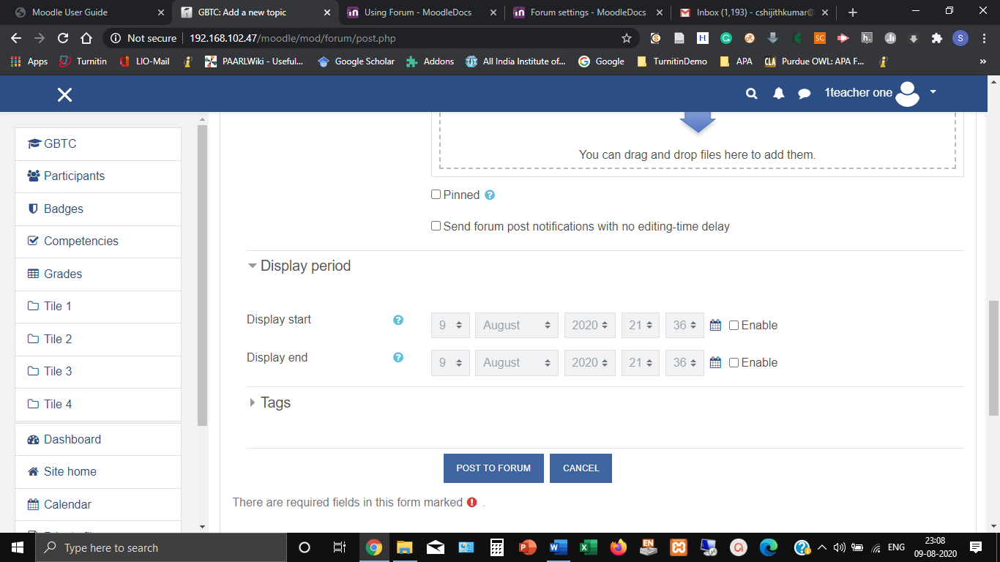 Moodle User Guide
GBTC: Add a new topic
Using Forum - MoodleDocs
Forum settings - MoodleDocs
Inbox (1,193) - cshijithkumar@
Not secure 192.168.102.47/moodle/mod/forum/post.php
Apps Turnitin LIO-Mail PAARLWiki - Useful... Google Scholar Addons All India Institute of... Google TurnitinDemo APA Purdue OWL: APA F... »
1teacher one
GBTC
Participants
Badges
Competencies
Grades
Tile 1
Tile 2
Tile 3
Tile 4
Dashboard
Site home
Calendar
You can drag and drop files here to add them.
Pinned
Send forum post notifications with no editing-time delay
Display period
Display start 9 August 2020 21 36 Enable
Display end 9 August 2020 21 36 Enable
Tags
POST TO FORUM CANCEL
There are required fields in this form marked .
Type here to search
ENG
23:08
09-08-2020